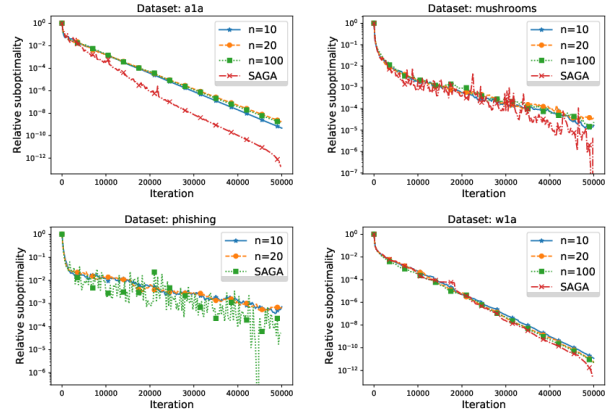 Dataset: a1a
Relative suboptimality
10^0
10^-2
10^-4
10^-6
10^-8
10^-10
10^-12
n=10
n=20
n=100
SAGA
0 10000 20000 30000 40000 50000
Iteration
Dataset: mushrooms
Relative suboptimality
10^0
10^-1
10^-2
10^-3
10^-4
10^-5
10^-6
10^-7
n=10
n=20
n=100
SAGA
0 10000 20000 30000 40000 50000
Iteration
Dataset: phishing
Relative suboptimality
10^0
10^-1
10^-2
10^-3
10^-4
10^-5
10^-6
n=10
n=20
SAGA
0 10000 20000 30000 40000 50000
Iteration
Dataset: w1a
Relative suboptimality
10^0
10^-2
10^-4
10^-6
10^-8
10^-10
10^-12
n=10
n=20
n=100
SAGA
0 10000 20000 30000 40000 50000
Iteration